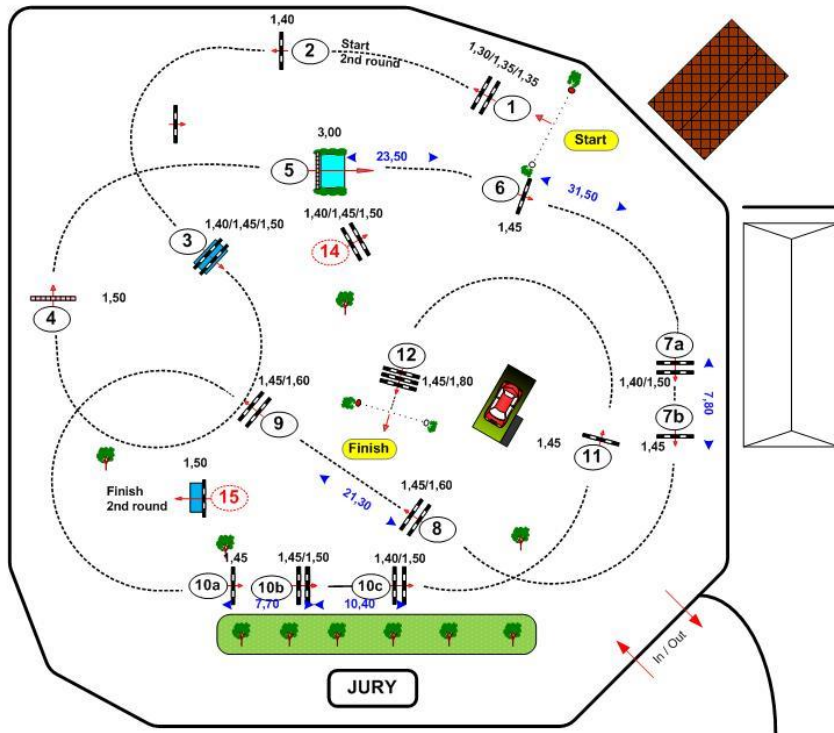 1,40
2
Start
2nd round
1,30/1,35/1,35
1
Start
3,00
5
23,50
6
31,50
1,45
3
1,40/1,45/1,50
1,40/1,45/1,50
14
4
1,50
12
1,45/1,80
7a
1,40/1,50
7,80
7b
1,45
1,45/1,60
9
Finish
1,45
11
1,50
Finish
2nd round
15
21,30
1,45/1,60
8
1,45
1,45/1,50
1,40/1,50
10a
10b
10c
7,70
10,40
In / Out
JURY